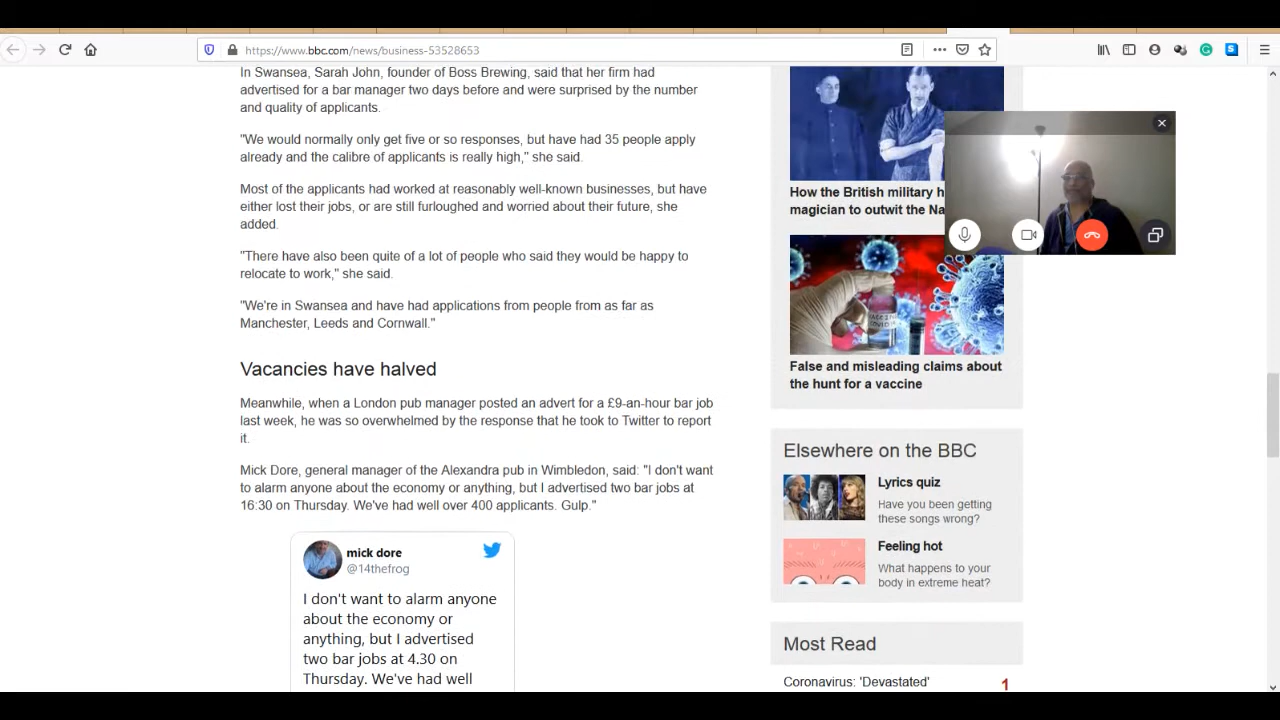 https://www.bbc.com/news/business-53528653
In Swansea, Sarah John, founder of Boss Brewing, said that her firm had
advertised for a bar manager two days before and were surprised by the number
and quality of applicants.
"We would normally only get five or so responses, but have had 35 people apply
already and the calibre of applicants is really high," she said.
Most of the applicants had worked at reasonably well-known businesses, but have
either lost their jobs, or are still furloughed and worried about their future, she
added.
"There have also been quite of a lot of people who said they would be happy to
relocate to work," she said.
"We're in Swansea and have had applications from people from as far as
Manchester, Leeds and Cornwall."
Vacancies have halved
Meanwhile, when a London pub manager posted an advert for a £9-an-hour bar job
last week, he was so overwhelmed by the response that he took to Twitter to report
it.
Mick Dore, general manager of the Alexandra pub in Wimbledon, said: "I don't want
to alarm anyone about the economy or anything, but I advertised two bar jobs at
16:30 on Thursday. We've had well over 400 applicants. Gulp."
mick dore
@14thefrog
I don't want to alarm anyone
about the economy or
anything, but I advertised
two bar jobs at 4.30 on
Thursday. We've had well
How the British military h
magician to outwit the Na
False and misleading claims about
the hunt for a vaccine
Elsewhere on the BBC
Lyrics quiz
Have you been getting
these songs wrong?
Feeling hot
What happens to your
body in extreme heat?
Most Read
Coronavirus: 'Devastated'
1